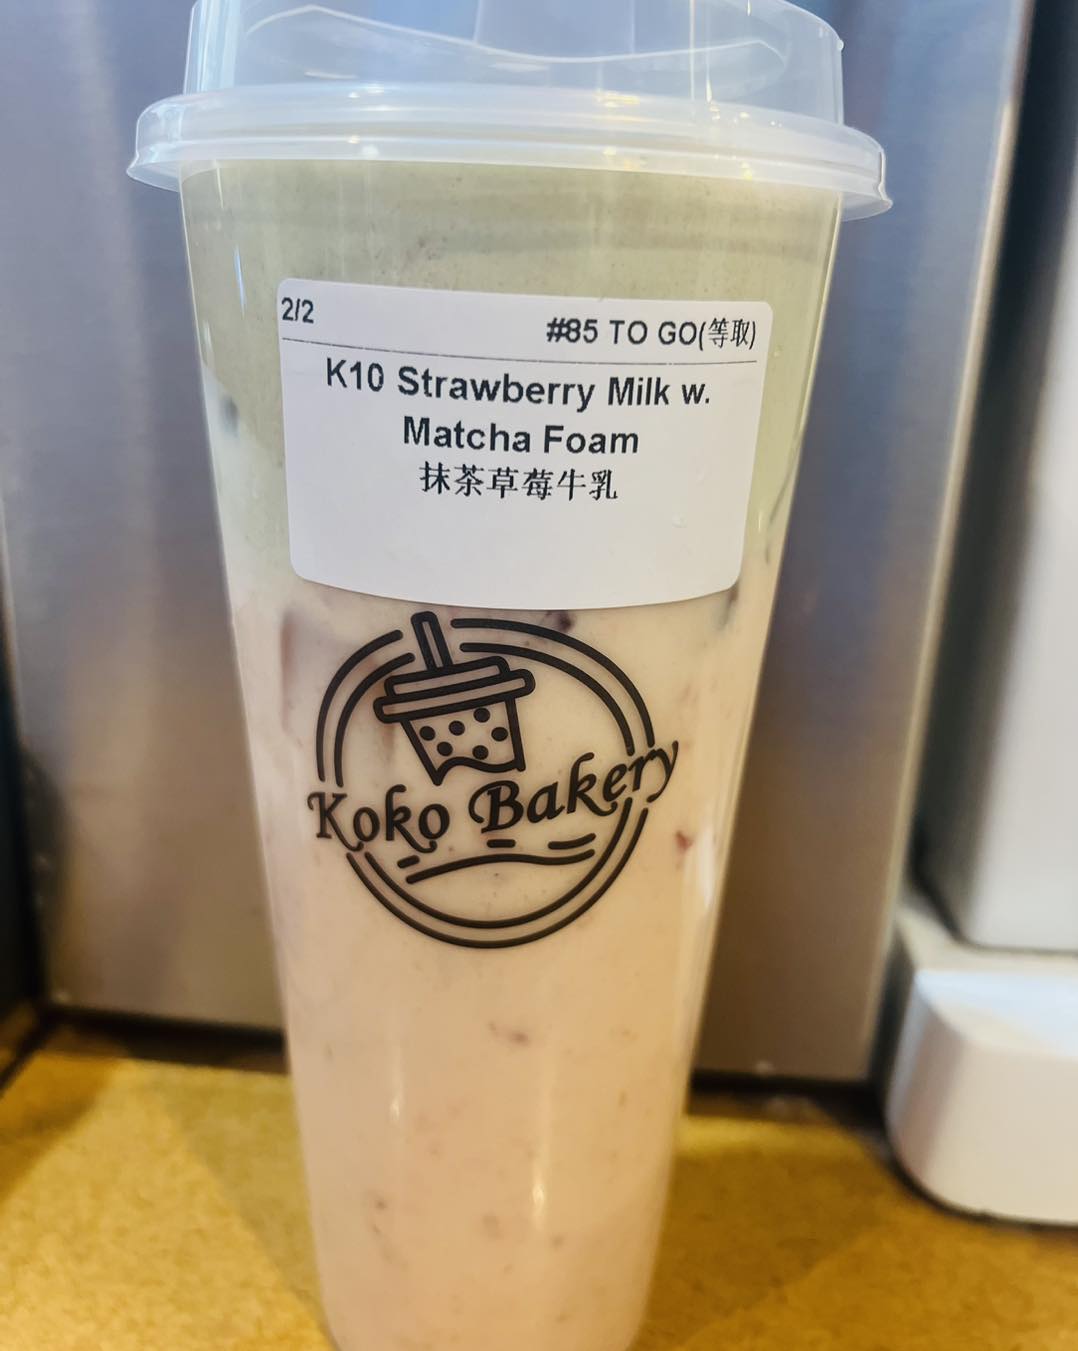 2/2
#85 TO GO(等取)
K10 Strawberry Milk w.
Matcha Foam
抹茶草莓牛乳
Koko Bakery